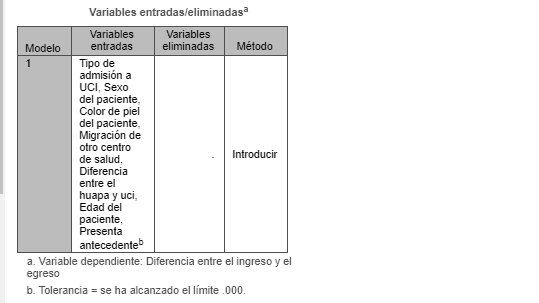 Variables entradas/eliminadasa
Modelo
Variables
entradas
Variables
eliminadas
Método
1
Tipo de
admisión a
UCI, Sexo
del paciente,
Color de piel
del paciente,
Migración de
otro centro
de salud,
Diferencia
entre el
huapa y uci,
Edad del
paciente,
Presenta
antecedenteb
.
Introducir
a. Variable dependiente: Diferencia entre el ingreso y el
egreso
b. Tolerancia = se ha alcanzado el límite .000.